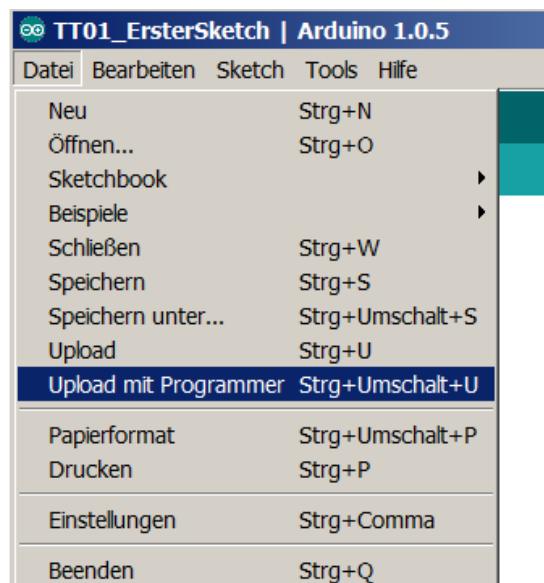 TT01_ErsterSketch | Arduino 1.0.5
Datei Bearbeiten Sketch Tools Hilfe
Neu Strg+N
Öffnen... Strg+O
Sketchbook
Beispiele
Schließen Strg+W
Speichern Strg+S
Speichern unter... Strg+Umschalt+S
Upload Strg+U
Upload mit Programmer Strg+Umschalt+U
Papierformat Strg+Umschalt+P
Drucken Strg+P
Einstellungen Strg+Comma
Beenden Strg+Q